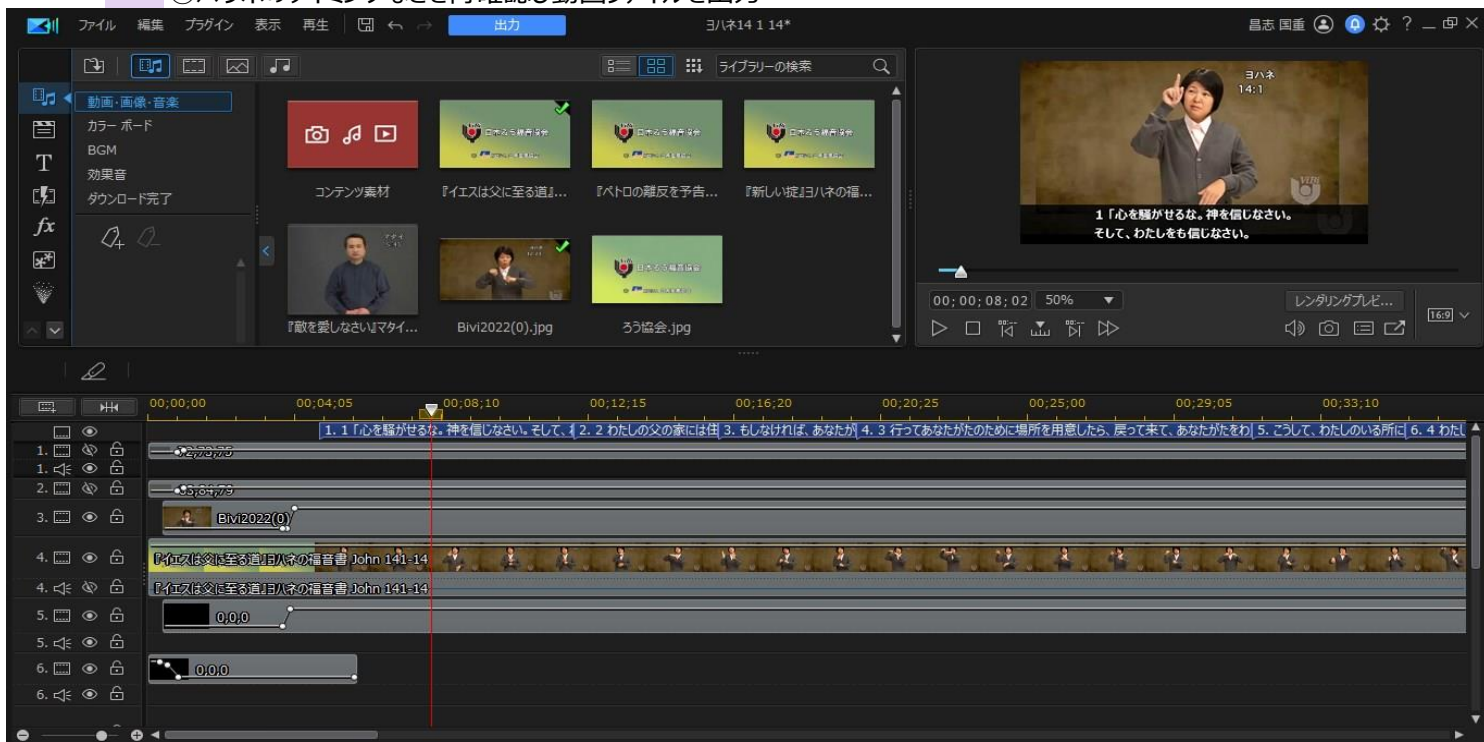 ファイル 編集 プラグイン 表示 再生 出力 ヨハネ14 1 14* 昌志 国重
ライブラリーの検索
動画・画像・音楽
カラー ボード
BGM
効果音
ダウンロード完了
コンテンツ素材
『イエスは父に至る道』...
『ペトロの離反を予告...
『新しい掟』ヨハネの福...
『敵を愛しなさい』マタイ...
Bivi2022(0).jpg
ろう協会.jpg
ヨハネ
14:1
1「心を騒がせるな。神を信じなさい。
そして、わたしをも信じなさい。
00;00;08;02 50% レンダリングプレビ...
16:9
00;00;00 00;04;05 00;08;10 00;12;15 00;16;20 00;20;25 00;25;00 00;29;05 00;33;10
1. 1「心を騒がせるな。神を信じなさい。そして、わ 2. 2 わたしの父の家には住 3. もしなければ、あなたが 4. 3 行ってあなたがたのために場所を用意したら、戻って来て、あなたがたをわ 5. こうして、わたしのいる所に 6. 4 わたし
1.
1.
2.
3. Bivi2022(0)
4. 『イエスは父に至る道』ヨハネの福音書 John 141-14
4. 『イエスは父に至る道』ヨハネの福音書 John 141-14
5. 0,0,0
5.
6. 0,0,0
6.